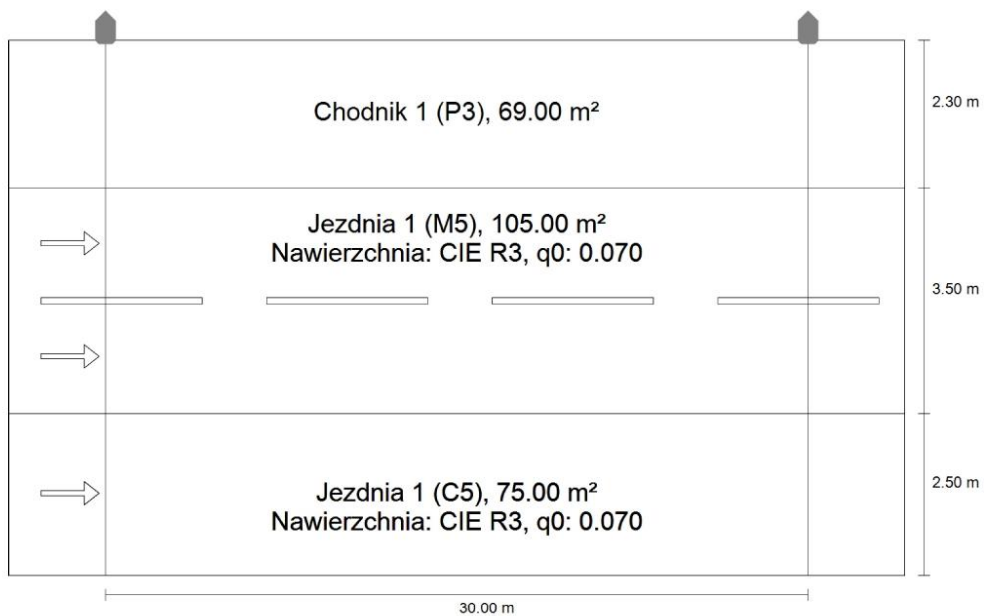 Chodnik 1 (P3), 69.00 m²
2.30 m
Jezdnia 1 (M5), 105.00 m²
Nawierzchnia: CIE R3, q0: 0.070
3.50 m
Jezdnia 1 (C5), 75.00 m²
Nawierzchnia: CIE R3, q0: 0.070
2.50 m
30.00 m